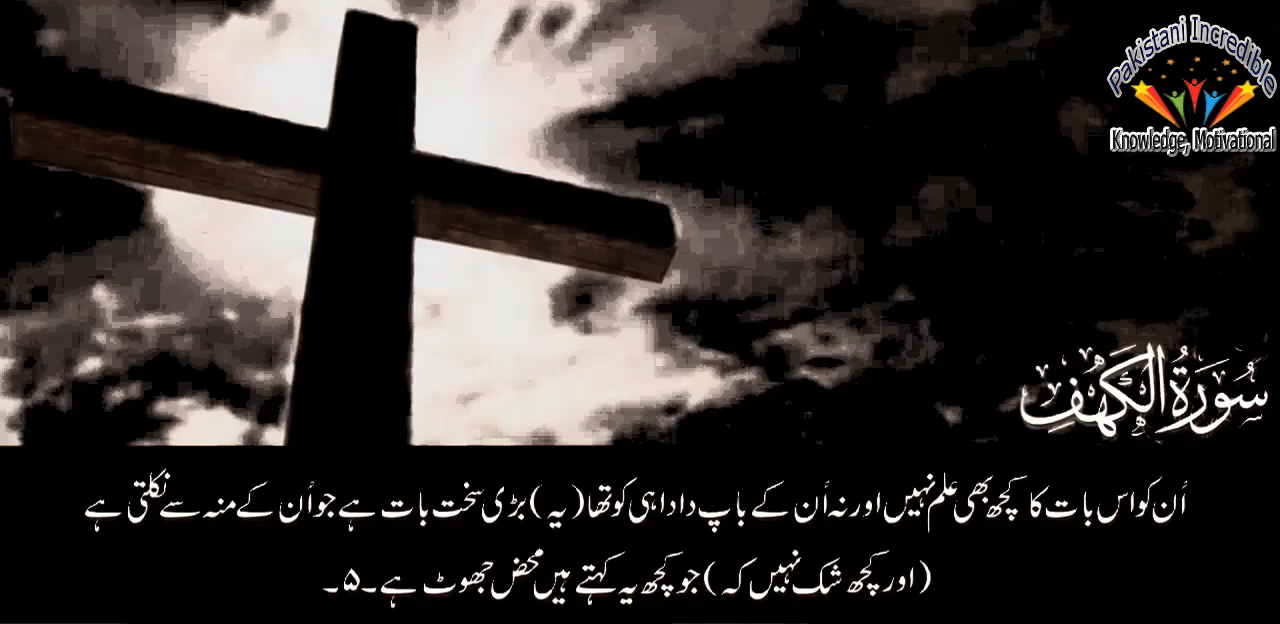 Pakistani Incredible
Knowledge, Motivational
سُورَةُ الكَهْفِ
اُن کو اس بات کا کچھ بھی علم نہیں اور نہ اُن کے باپ دادا ہی کو تھا (یہ) بڑی سخت بات ہے جو اُن کے منہ سے نکلتی ہے
(اور کچھ شک نہیں کہ) جو کچھ یہ کہتے ہیں محض جھوٹ ہے۔۵۔